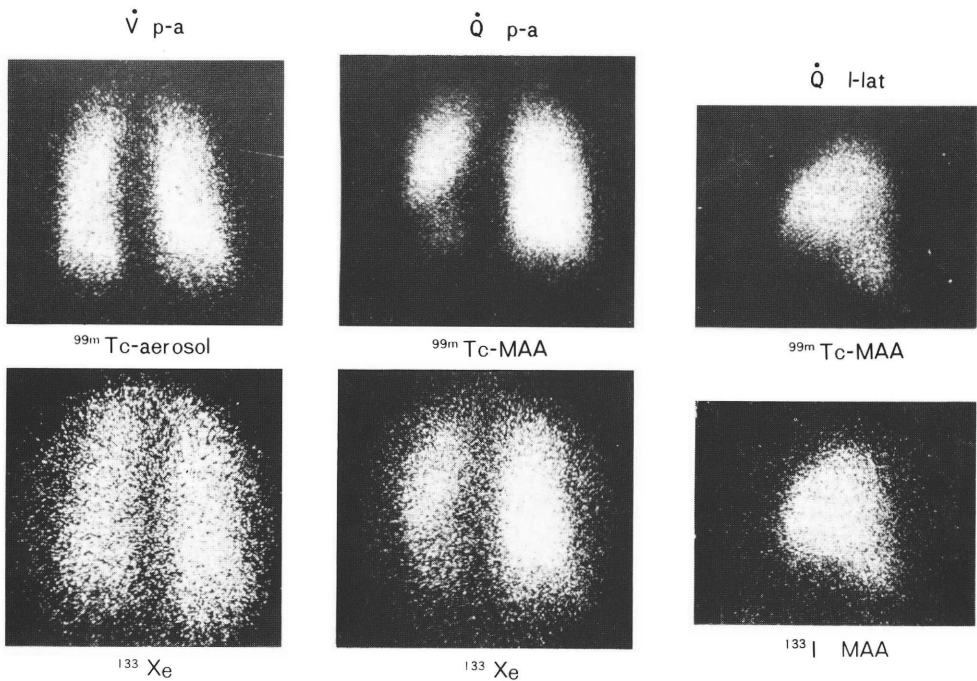 V̇ p-a
Q̇ p-a
Q̇ l-lat
⁹⁹ᵐ Tc-aerosol
⁹⁹ᵐ Tc-MAA
⁹⁹ᵐ Tc-MAA
¹³³ Xe
¹³³ Xe
¹³³ I MAA